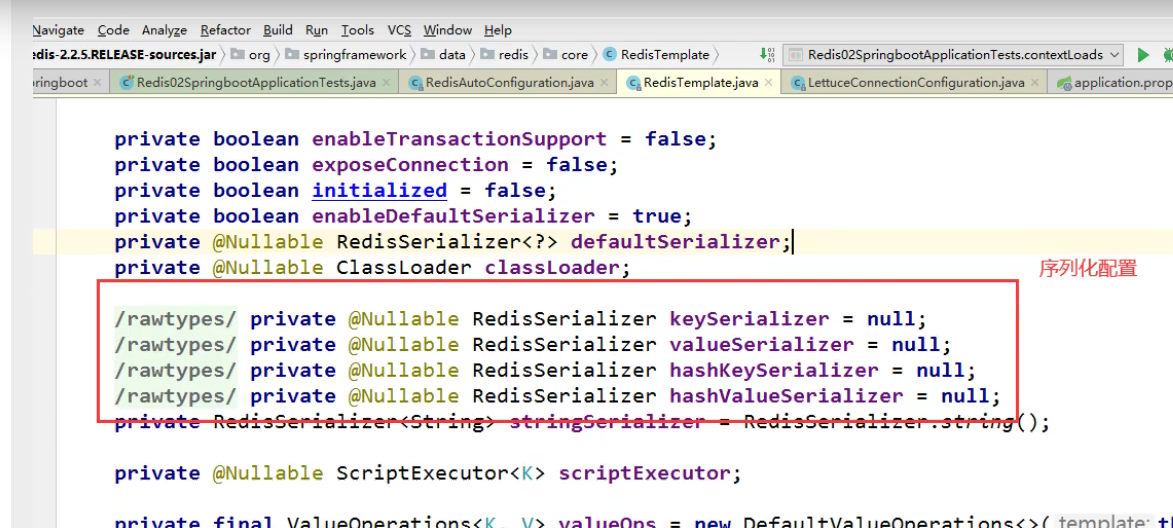 Navigate Code Analyze Refactor Build Run Tools VCS Window Help
edis-2.2.5.RELEASE-sources.jar org springframework data redis core RedisTemplate Redis02SpringbootApplicationTests.contextLoads
pringboot Redis02SpringbootApplicationTests.java RedisAutoConfiguration.java RedisTemplate.java LettuceConnectionConfiguration.java application.prop
private boolean enableTransactionSupport = false;
private boolean exposeConnection = false;
private boolean initialized = false;
private boolean enableDefaultSerializer = true;
private @Nullable RedisSerializer<?> defaultSerializer;
private @Nullable ClassLoader classLoader;
序列化配置
/rawtypes/ private @Nullable RedisSerializer keySerializer = null;
/rawtypes/ private @Nullable RedisSerializer valueSerializer = null;
/rawtypes/ private @Nullable RedisSerializer hashKeySerializer = null;
/rawtypes/ private @Nullable RedisSerializer hashValueSerializer = null;
private RedisSerializer<String> stringSerializer = RedisSerializer.string();
private @Nullable ScriptExecutor<K> scriptExecutor;
private final ValueOperations<K, V> valueOps = new DefaultValueOperations<>( template: t